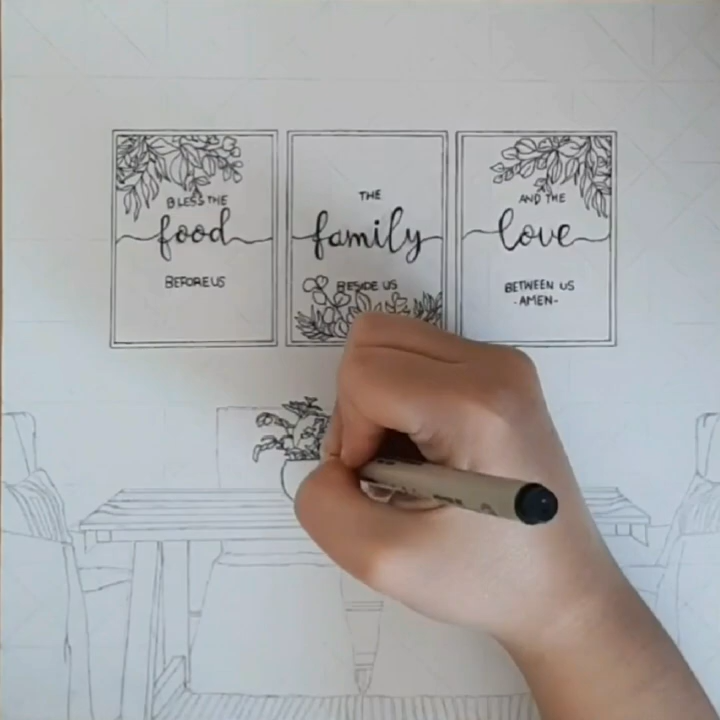 BLESS THE
food
BEFORE US
THE
family
BESIDE US
AND THE
love
BETWEEN US
-AMEN-